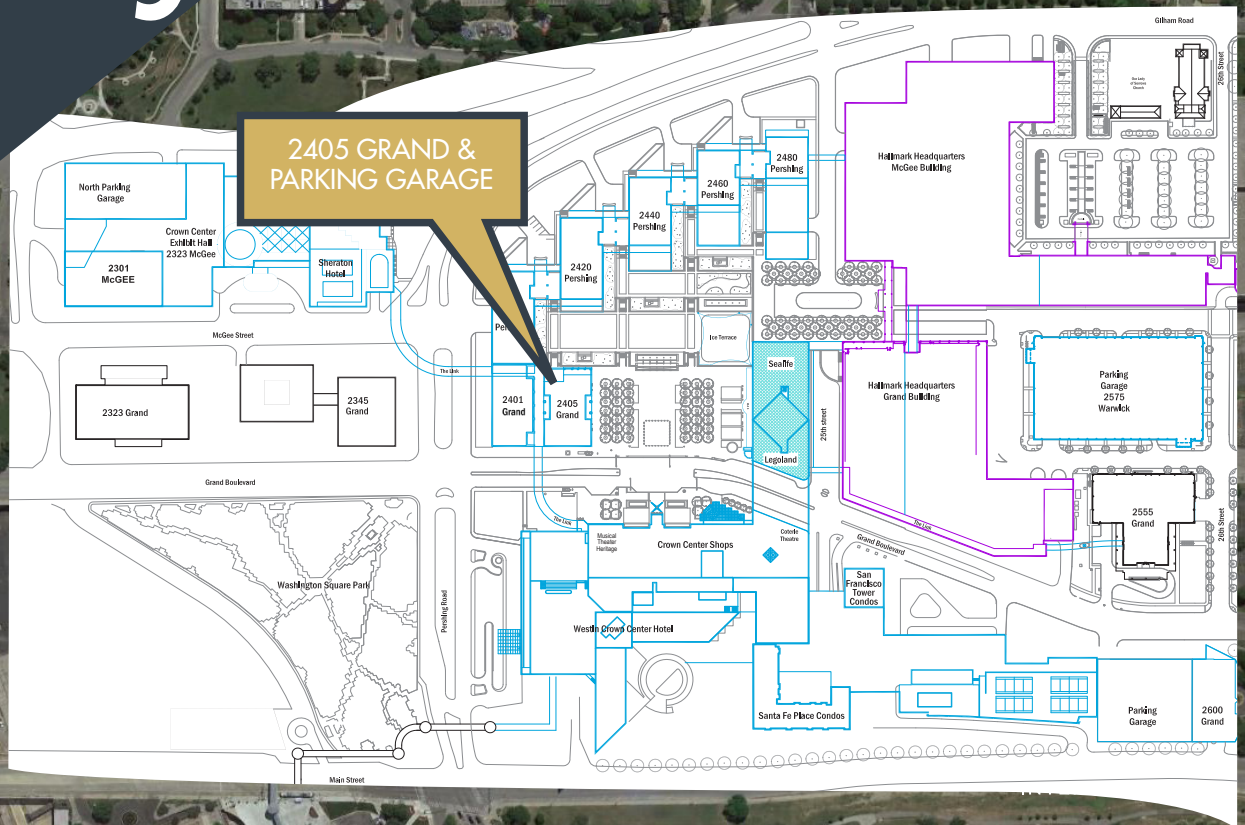 Gilham Road
26th Street
Our Lady
of Sorrows
Church
2405 GRAND &
PARKING GARAGE
2480
Pershing
2460
Pershing
2440
Pershing
2420
Pershing
Hallmark Headquarters
McGee Building
North Parking
Garage
Crown Center
Exhibit Hall
2323 McGee
2301
McGEE
Sheraton
Hotel
McGee Street
The Link
Ice Terrace
Sealife
Legoland
25th street
Hallmark Headquarters
Grand Building
Parking
Garage
2575
Warwick
2323 Grand
2345
Grand
2401
Grand
2405
Grand
Grand Boulevard
The Link
The Link
2555
Grand
26th Street
Musical
Theater
Heritage
Crown Center Shops
Coterie
Theatre
Grand Boulevard
San
Francisco
Tower
Condos
Washington Square Park
Pershing Road
Westin Crown Center Hotel
Santa Fe Place Condos
Parking
Garage
2600
Grand
Main Street